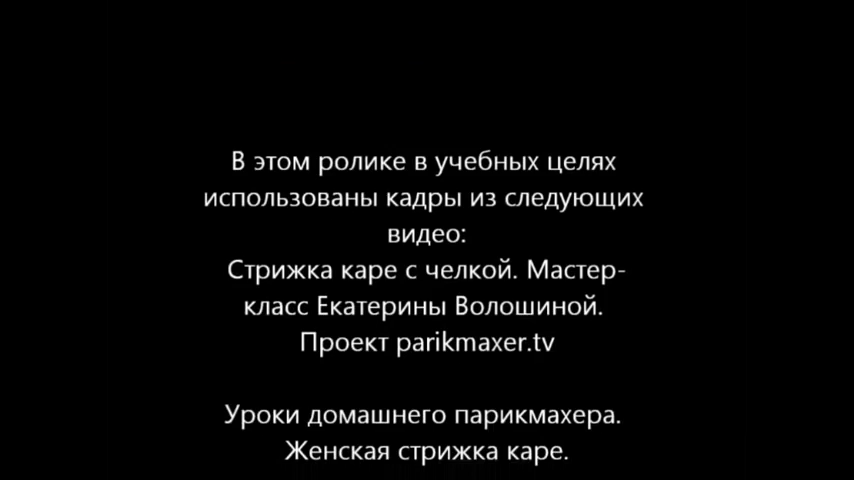 В этом ролике в учебных целях
использованы кадры из следующих
видео:
Стрижка каре с челкой. Мастер-
класс Екатерины Волошиной.
Проект parikmaxer.tv
Уроки домашнего парикмахера.
Женская стрижка каре.